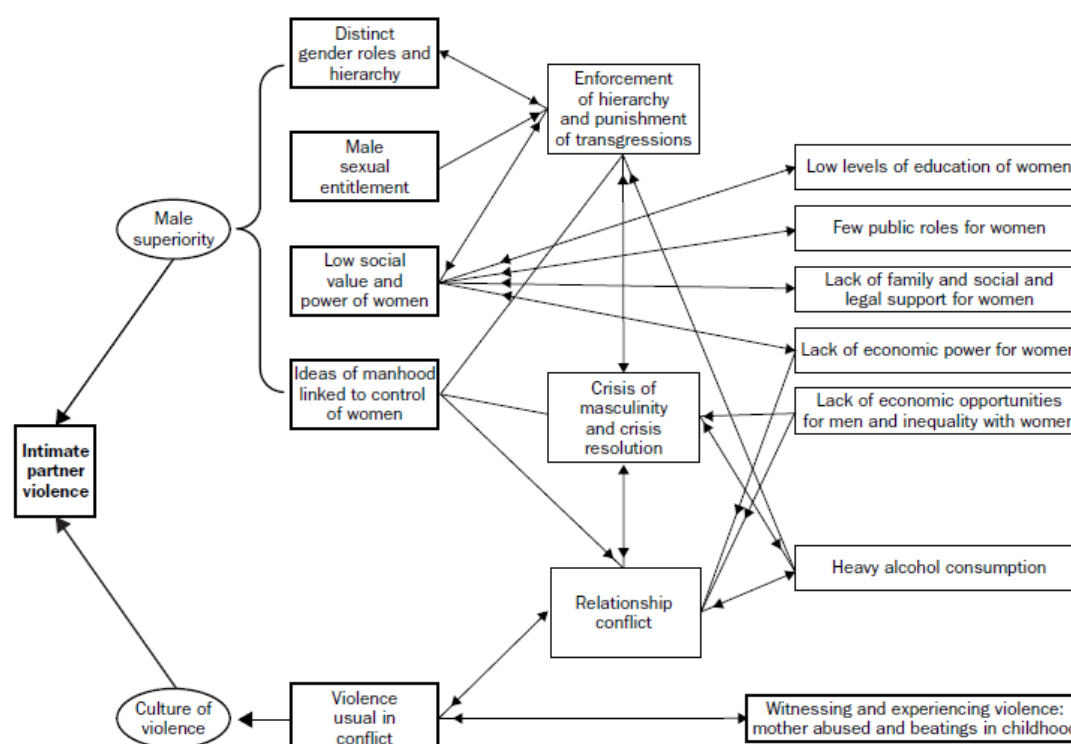 Distinct
gender roles and
hierarchy
Enforcement
of hierarchy
and punishment
of transgressions
Male
sexual
entitlement
Low levels of education of women
Male
superiority
Few public roles for women
Low social
value and
power of women
Lack of family and social and
legal support for women
Lack of economic power for women
Ideas of manhood
linked to control
of women
Crisis of
masculinity
and crisis
resolution
Lack of economic opportunities
for men and inequality with women
Intimate
partner
violence
Heavy alcohol consumption
Relationship
conflict
Culture of
violence
Violence
usual in
conflict
Witnessing and experiencing violence:
mother abused and beatings in childhood